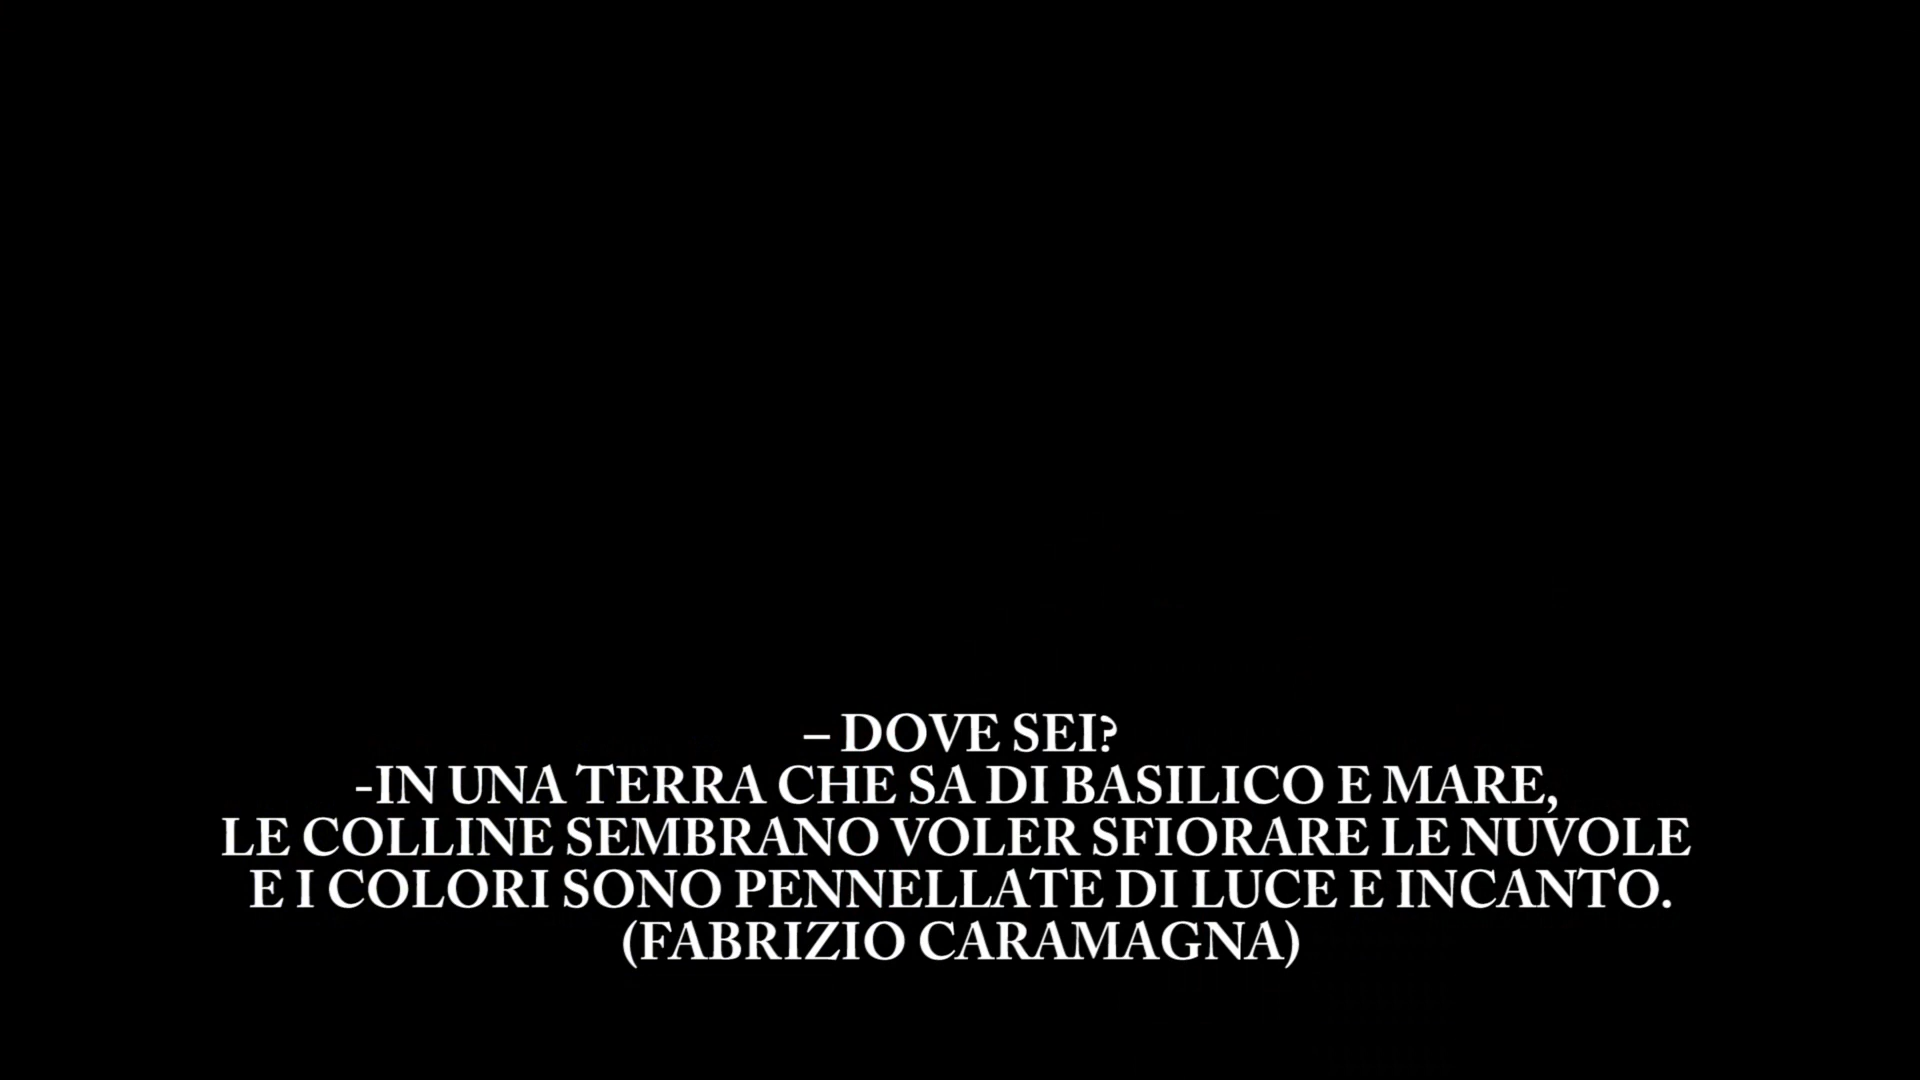 – DOVE SEI?
-IN UNA TERRA CHE SA DI BASILICO E MARE,
LE COLLINE SEMBRANO VOLER SFIORARE LE NUVOLE
E I COLORI SONO PENNELLATE DI LUCE E INCANTO.
(FABRIZIO CARAMAGNA)